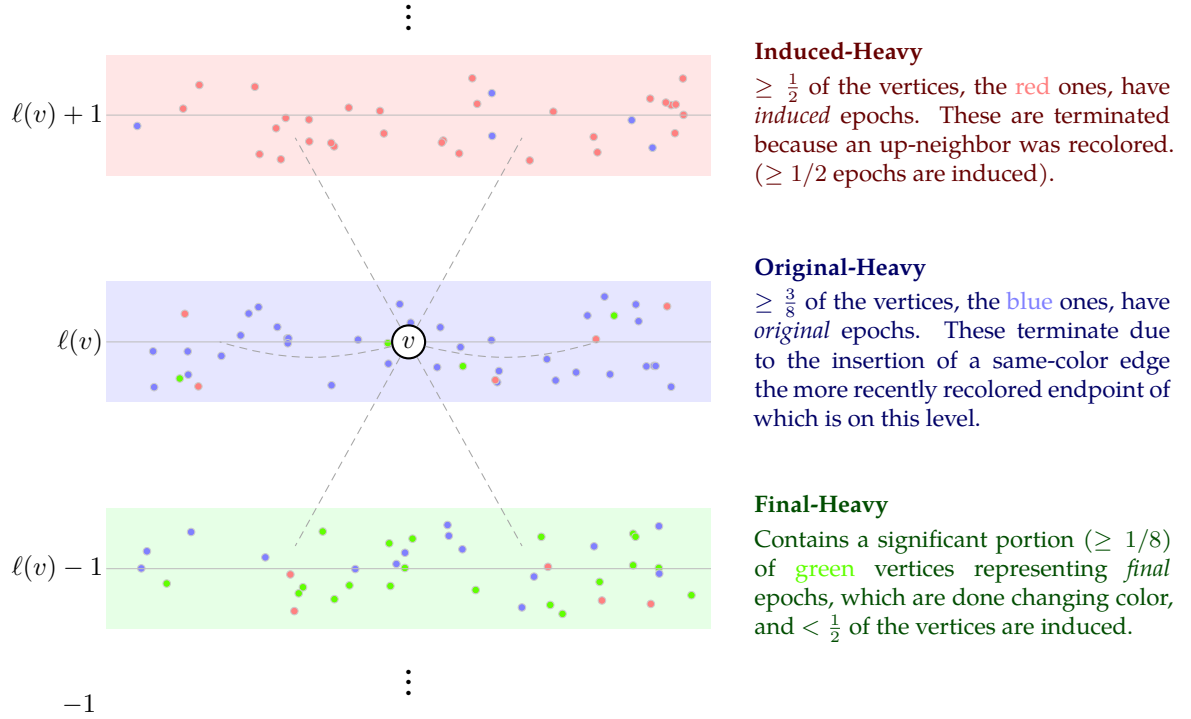 ⋮
ℓ(v) + 1
Induced-Heavy
≥ 1/2 of the vertices, the red ones, have
induced epochs. These are terminated
because an up-neighbor was recolored.
(≥ 1/2 epochs are induced).
ℓ(v)
v
Original-Heavy
≥ 3/8 of the vertices, the blue ones, have
original epochs. These terminate due
to the insertion of a same-color edge
the more recently recolored endpoint of
which is on this level.
ℓ(v) − 1
Final-Heavy
Contains a significant portion (≥ 1/8)
of green vertices representing final
epochs, which are done changing color,
and < 1/2 of the vertices are induced.
⋮
−1